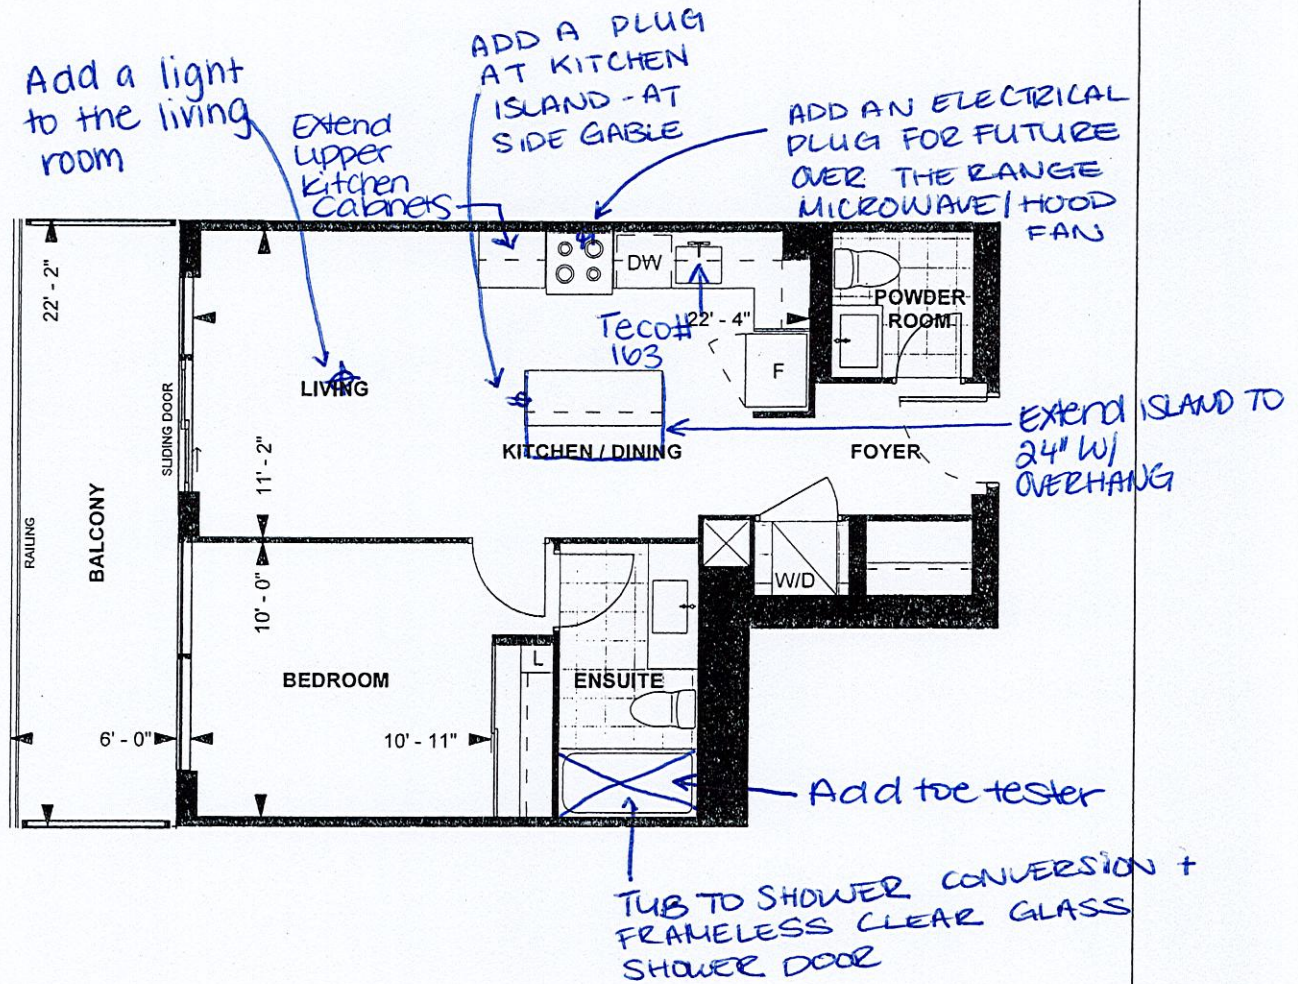 Add a light
to the living
room
Extend
upper
kitchen
cabinets
ADD A PLUG
AT KITCHEN
ISLAND - AT
SIDE GABLE
ADD AN ELECTRICAL
PLUG FOR FUTURE
OVER THE RANGE
MICROWAVE/HOOD
FAN
22' - 2"
DW
POWDER
ROOM
Teco#
163
22' - 4"
F
LIVING
SLIDING DOOR
KITCHEN / DINING
FOYER
Extend ISLAND TO
24" W/
OVERHANG
11' - 2"
RAILING
BALCONY
10' - 0"
W/D
L
BEDROOM
ENSUITE
6' - 0"
10' - 11"
Add toe tester
TUB TO SHOWER CONVERSION +
FRAMELESS CLEAR GLASS
SHOWER DOOR